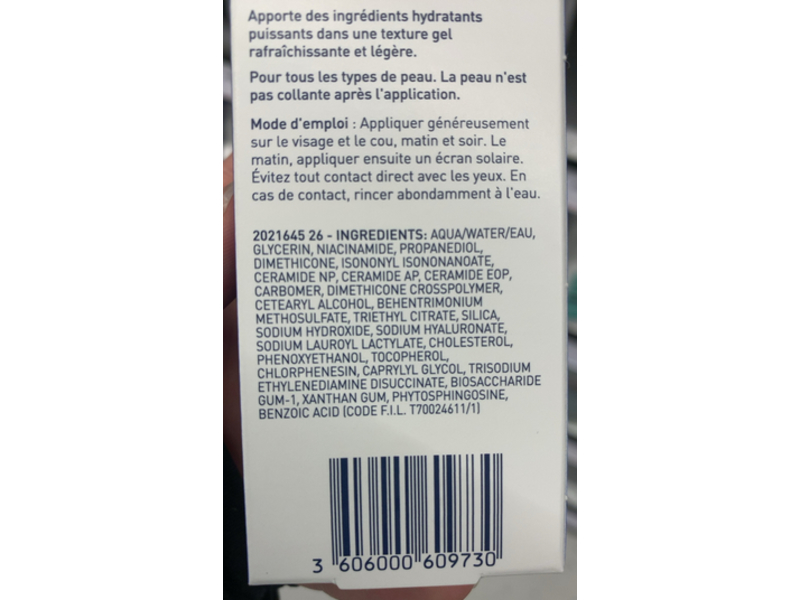 Apporte des ingrédients hydratants
puissants dans une texture gel
rafraîchissante et légère.
Pour tous les types de peau. La peau n'est
pas collante après l'application.
Mode d'emploi : Appliquer généreusement
sur le visage et le cou, matin et soir. Le
matin, appliquer ensuite un écran solaire.
Évitez tout contact direct avec les yeux. En
cas de contact, rincer abondamment à l'eau.
2021645 26 - INGREDIENTS: AQUA/WATER/EAU,
GLYCERIN, NIACINAMIDE, PROPANEDIOL,
DIMETHICONE, ISONONYL ISONONANOATE,
CERAMIDE NP, CERAMIDE AP, CERAMIDE EOP,
CARBOMER, DIMETHICONE CROSSPOLYMER,
CETEARYL ALCOHOL, BEHENTRIMONIUM
METHOSULFATE, TRIETHYL CITRATE, SILICA,
SODIUM HYDROXIDE, SODIUM HYALURONATE,
SODIUM LAUROYL LACTYLATE, CHOLESTEROL,
PHENOXYETHANOL, TOCOPHEROL,
CHLORPHENESIN, CAPRYLYL GLYCOL, TRISODIUM
ETHYLENEDIAMINE DISUCCINATE, BIOSACCHARIDE
GUM-1, XANTHAN GUM, PHYTOSPHINGOSINE,
BENZOIC ACID (CODE F.I.L. T70024611/1)
3 606000 609730